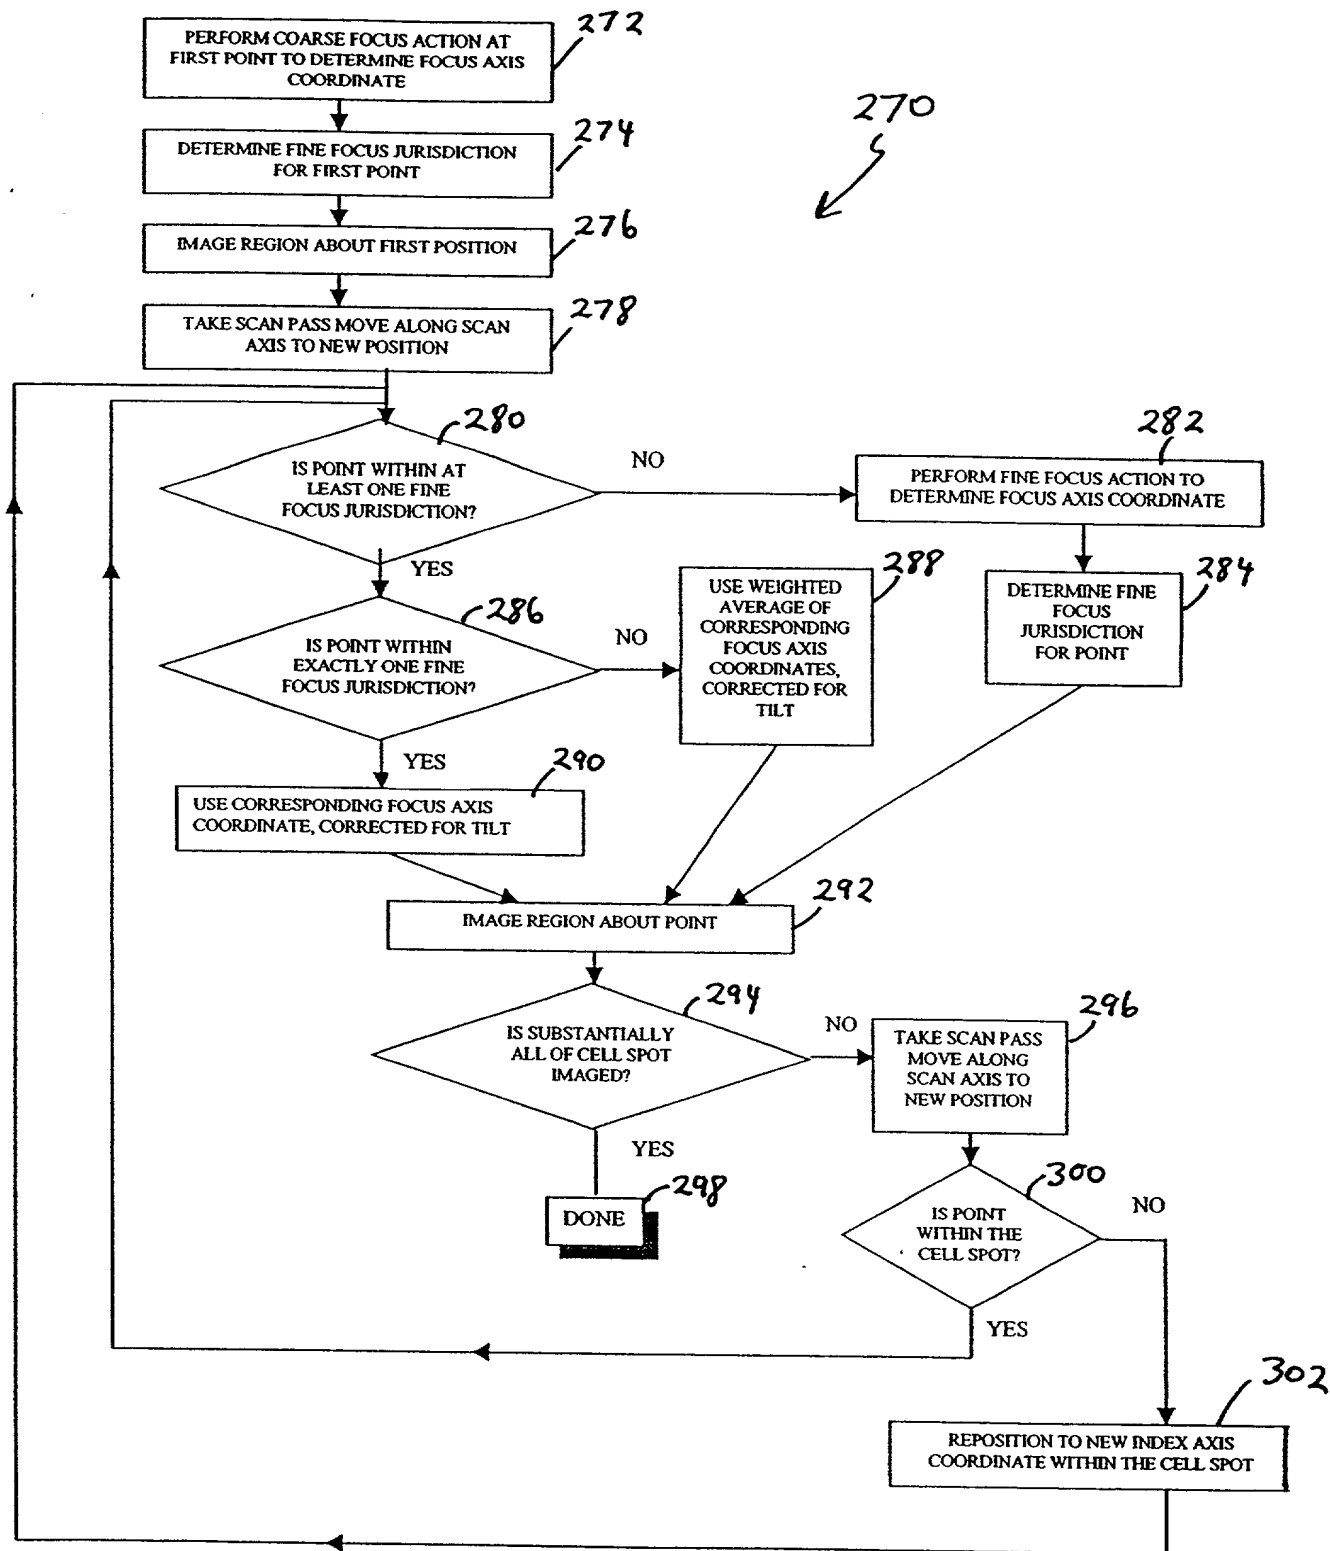 272
PERFORM COARSE FOCUS ACTION AT
FIRST POINT TO DETERMINE FOCUS AXIS
COORDINATE
270
274
DETERMINE FINE FOCUS JURISDICTION
FOR FIRST POINT
276
IMAGE REGION ABOUT FIRST POSITION
278
TAKE SCAN PASS MOVE ALONG SCAN
AXIS TO NEW POSITION
280
IS POINT WITHIN AT
LEAST ONE FINE
FOCUS JURISDICTION?
NO
282
PERFORM FINE FOCUS ACTION TO
DETERMINE FOCUS AXIS COORDINATE
YES
284
DETERMINE FINE
FOCUS
JURISDICTION
FOR POINT
286
IS POINT WITHIN
EXACTLY ONE FINE
FOCUS JURISDICTION?
NO
288
USE WEIGHTED
AVERAGE OF
CORRESPONDING
FOCUS AXIS
COORDINATES,
CORRECTED FOR
TILT
YES
290
USE CORRESPONDING FOCUS AXIS
COORDINATE, CORRECTED FOR TILT
292
IMAGE REGION ABOUT POINT
294
IS SUBSTANTIALLY
ALL OF CELL SPOT
IMAGED?
NO
296
TAKE SCAN PASS
MOVE ALONG
SCAN AXIS TO
NEW POSITION
YES
298
DONE
300
IS POINT
WITHIN THE
CELL SPOT?
NO
YES
302
REPOSITION TO NEW INDEX AXIS
COORDINATE WITHIN THE CELL SPOT